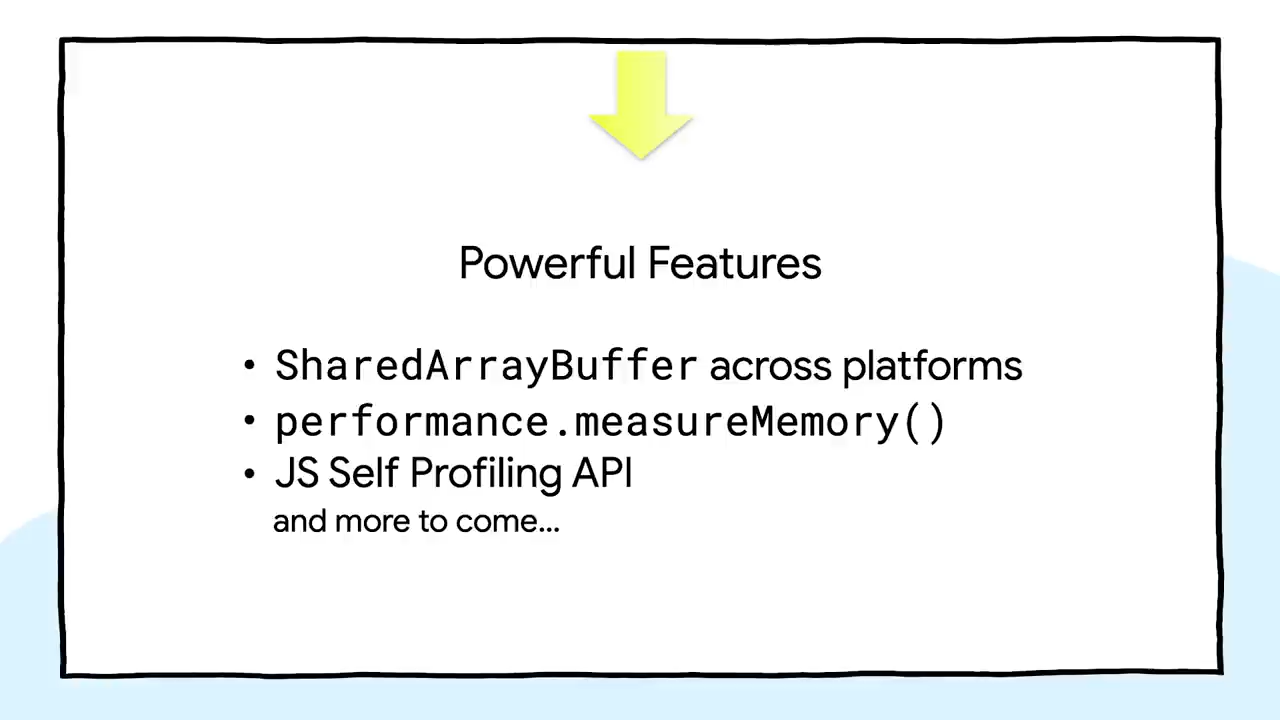 Powerful Features
• SharedArrayBuffer across platforms
• performance.measureMemory()
• JS Self Profiling API
and more to come...